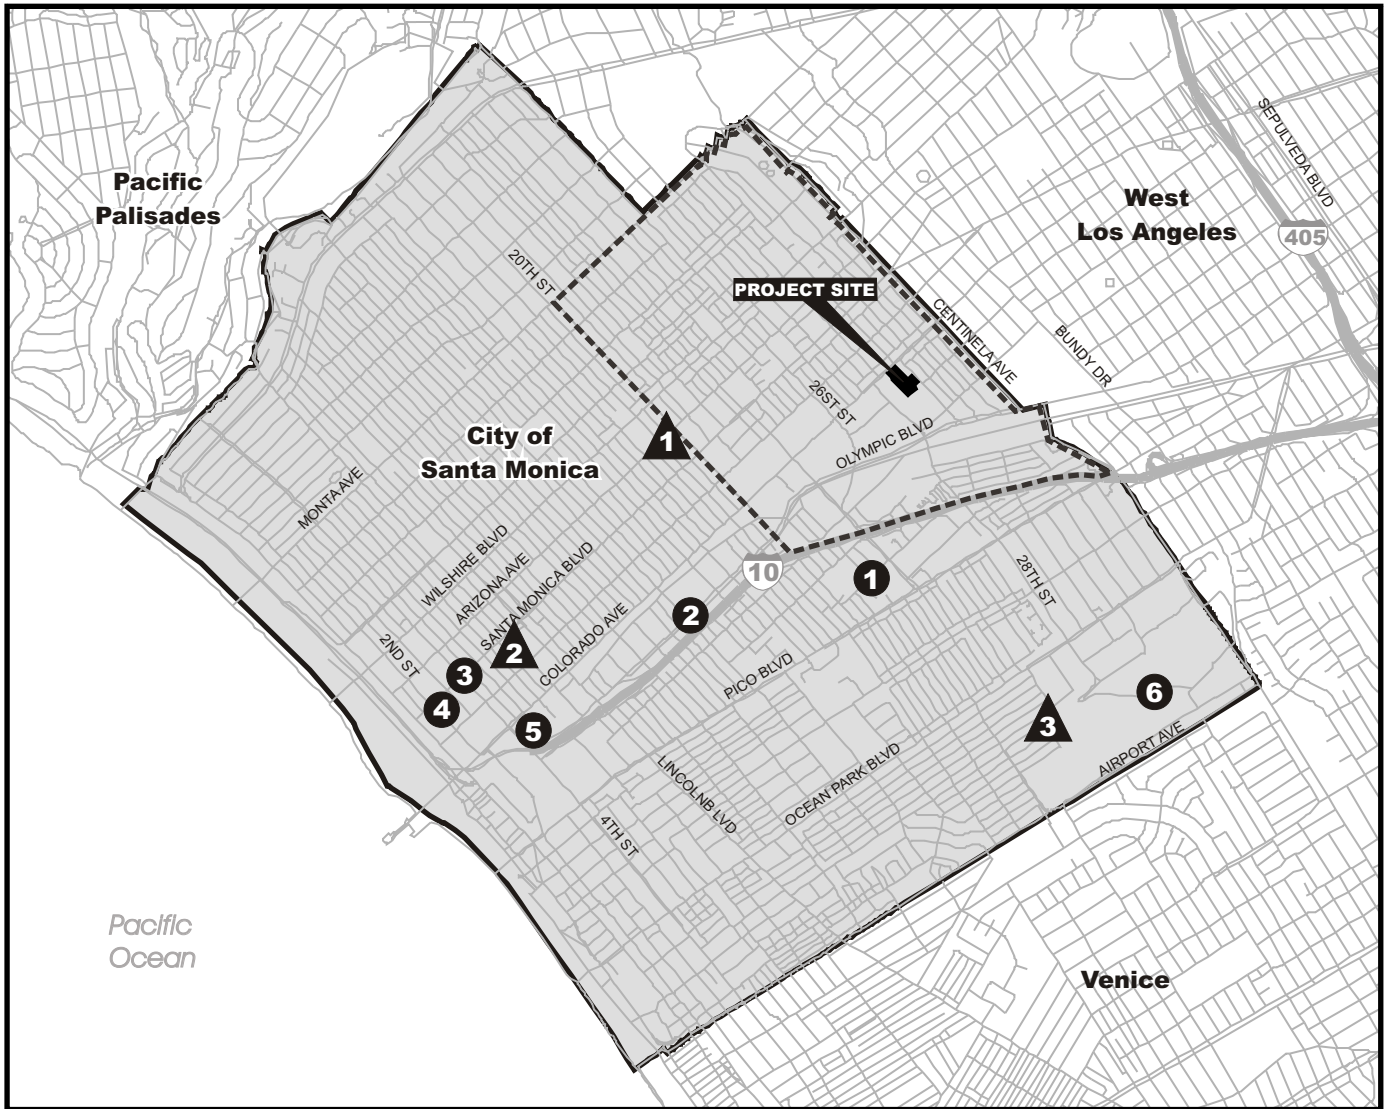 Pacific
Palisades
West
Los Angeles
SEPULVEDA BLVD
405
20TH ST
PROJECT SITE
CENTINELA AVE
BUNDY DR
26ST ST
OLYMPIC BLVD
City of
Santa Monica
1
MONTA AVE
WILSHIRE BLVD
ARIZONA AVE
SANTA MONICA BLVD
COLORADO AVE
2ND ST
10
1
28TH ST
2
2
3
4
5
PICO BLVD
6
3
AIRPORT AVE
LINCOLNB LVD
OCEAN PARK BLVD
4TH ST
Pacific
Ocean
Venice